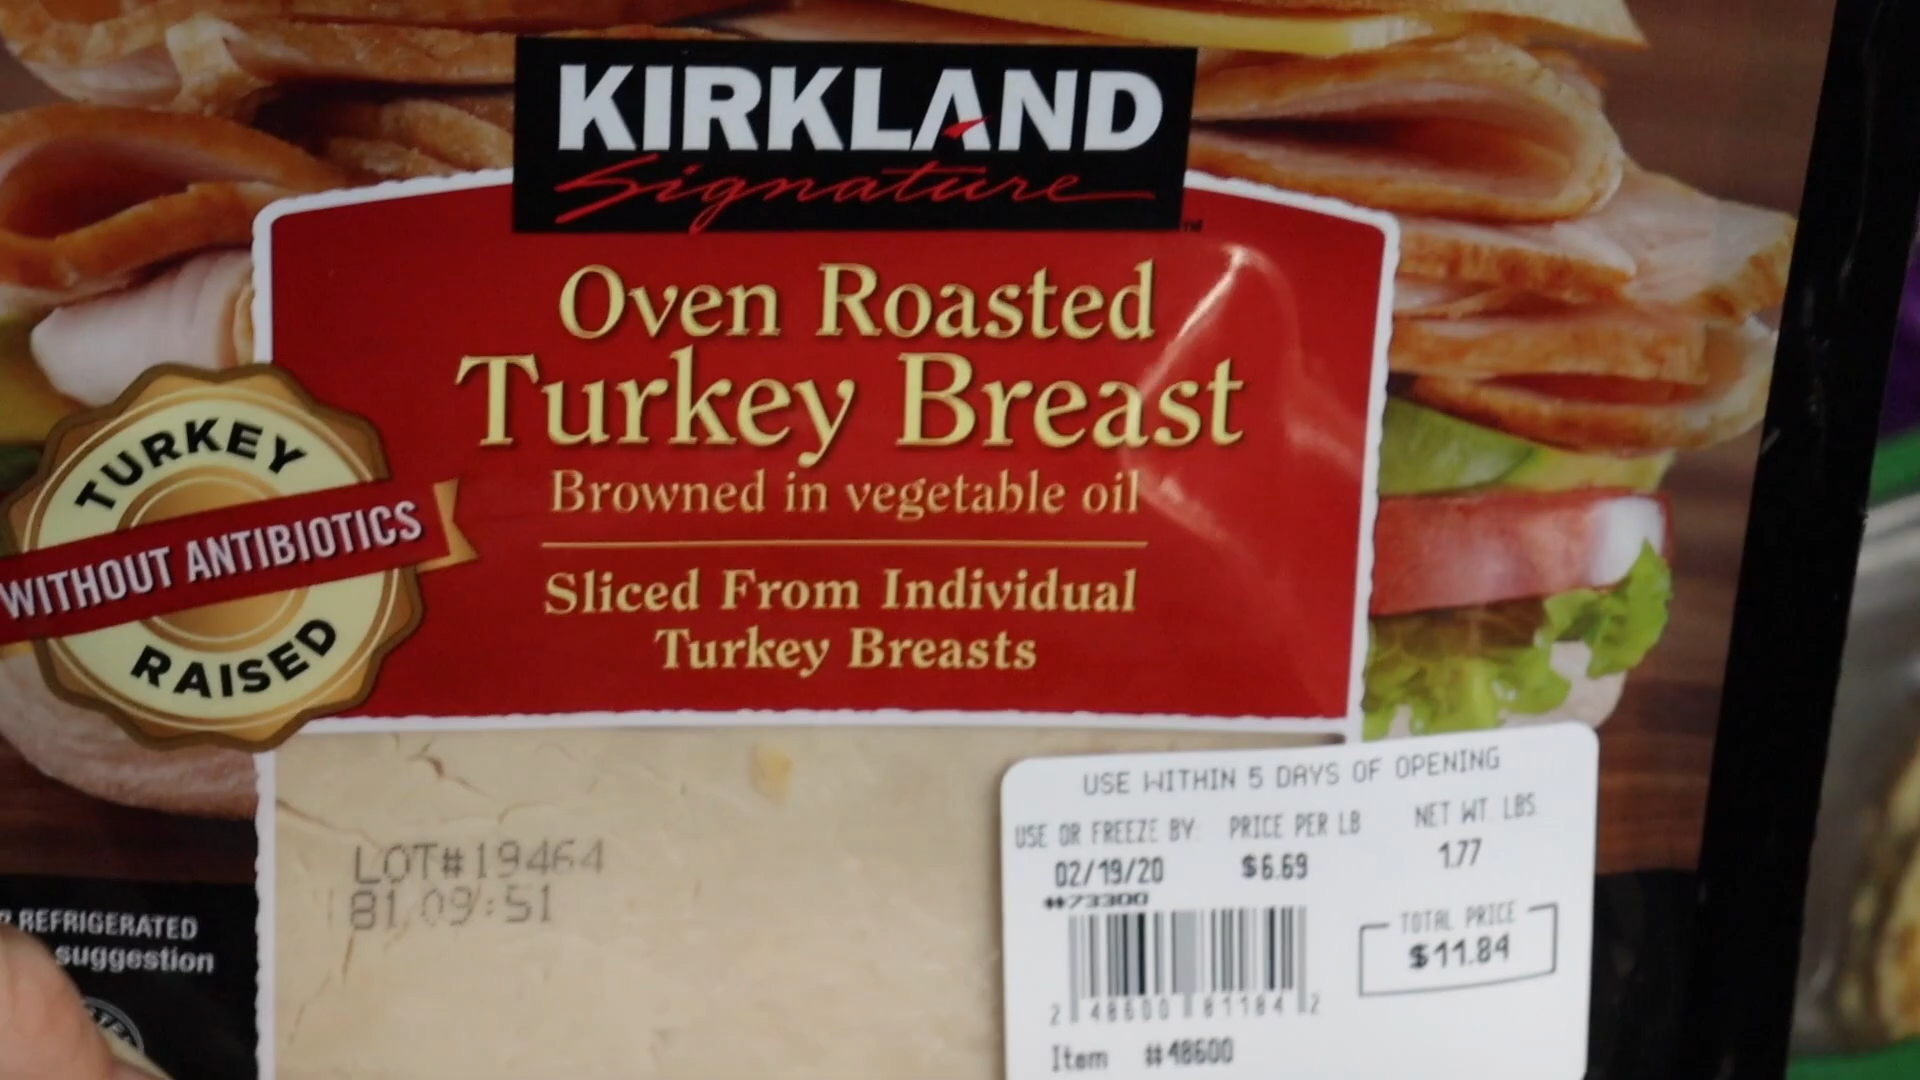 KIRKLAND
Signature
Oven Roasted
Turkey Breast
Browned in vegetable oil
Sliced From Individual
Turkey Breasts
TURKEY
WITHOUT ANTIBIOTICS
RAISED
LOT#19464
81 09:51
REFRIGERATED
suggestion
USE WITHIN 5 DAYS OF OPENING
USE OR FREEZE BY: PRICE PER LB NET WT. LBS.
02/19/20 $6.69 1.77
#73300
TOTAL PRICE
$11.84
2 48600 81184 2
Item #48600